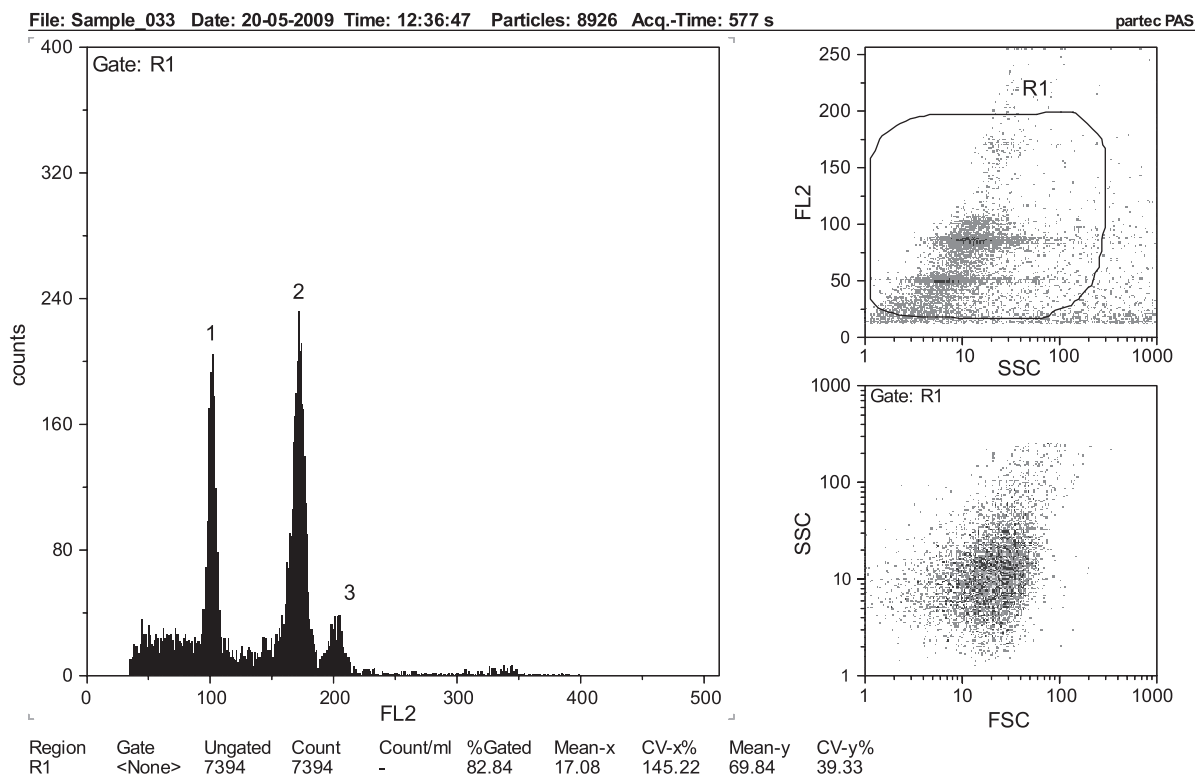 File: Sample_033 Date: 20-05-2009 Time: 12:36:47 Particles: 8926 Acq.-Time: 577 s partec PAS
400
320
240
160
80
0
counts
Gate: R1
1
2
3
0 100 200 300 400 500
FL2
250
200
150
100
50
0
FL2
R1
1 10 100 1000
SSC
1000
100
10
1
SSC
Gate: R1
1 10 100 1000
FSC
Region Gate Ungated Count Count/ml %Gated Mean-x CV-x% Mean-y CV-y%
R1 <None> 7394 7394 - 82.84 17.08 145.22 69.84 39.33